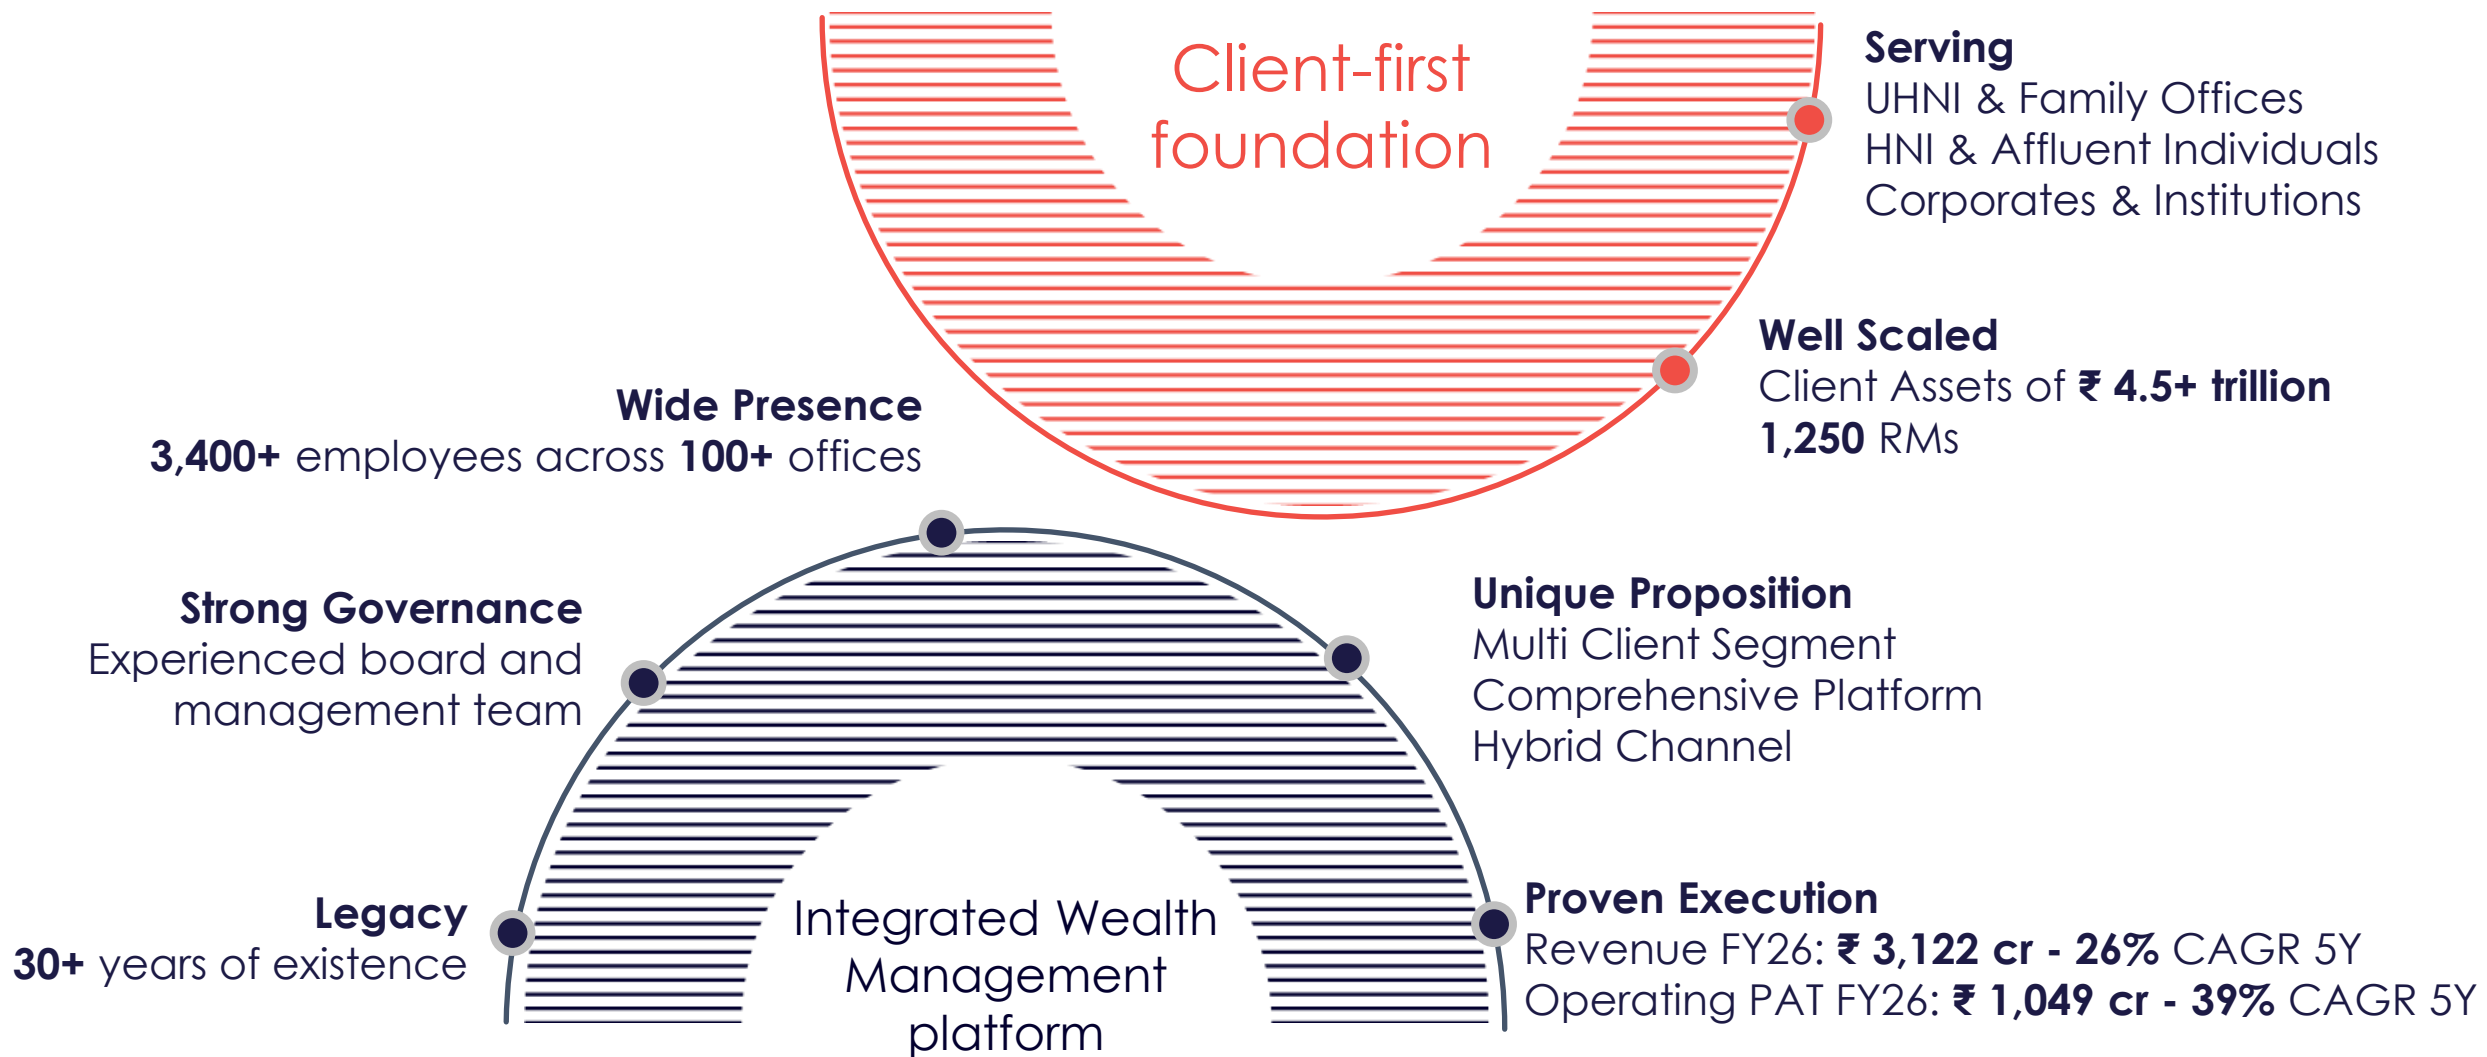 Client-first
foundation
Serving
UHNI & Family Offices
HNI & Affluent Individuals
Corporates & Institutions
Well Scaled
Client Assets of ₹ 4.5+ trillion
1,250 RMs
Wide Presence
3,400+ employees across 100+ offices
Strong Governance
Experienced board and
management team
Unique Proposition
Multi Client Segment
Comprehensive Platform
Hybrid Channel
Legacy
30+ years of existence
Integrated Wealth
Management
platform
Proven Execution
Revenue FY26: ₹ 3,122 cr - 26% CAGR 5Y
Operating PAT FY26: ₹ 1,049 cr - 39% CAGR 5Y